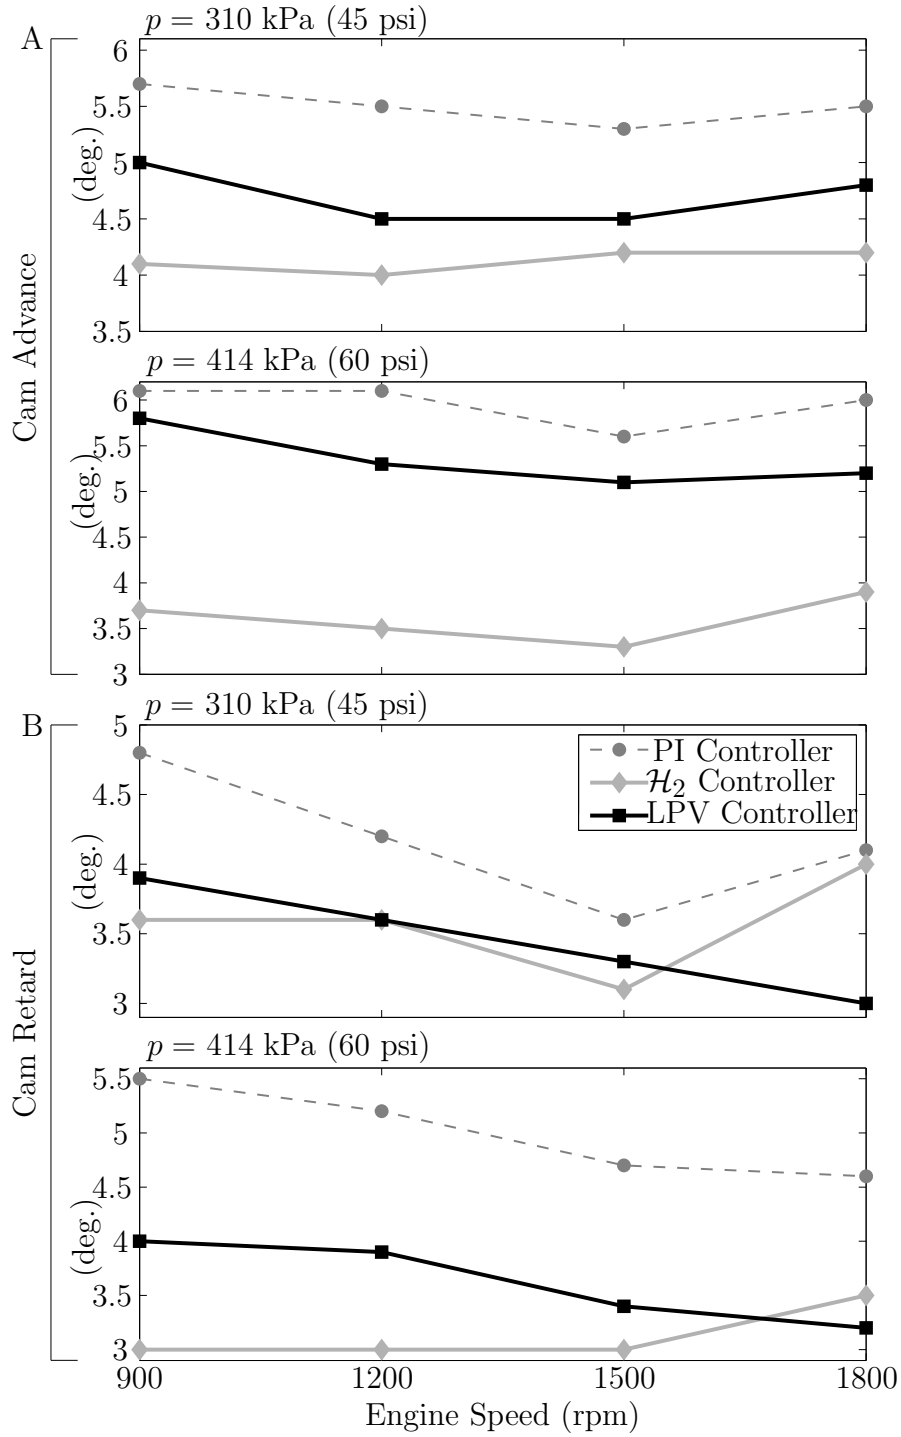 p = 310 kPa (45 psi)
A
6
5.5
5
4.5
4
3.5
(deg.)
Cam Advance
p = 414 kPa (60 psi)
6
5.5
5
4.5
4
3.5
3
(deg.)
p = 310 kPa (45 psi)
B
5
4.5
4
3.5
3
(deg.)
PI Controller
ℋ₂ Controller
LPV Controller
Cam Retard
p = 414 kPa (60 psi)
5.5
5
4.5
4
3.5
3
(deg.)
900 1200 1500 1800
Engine Speed (rpm)